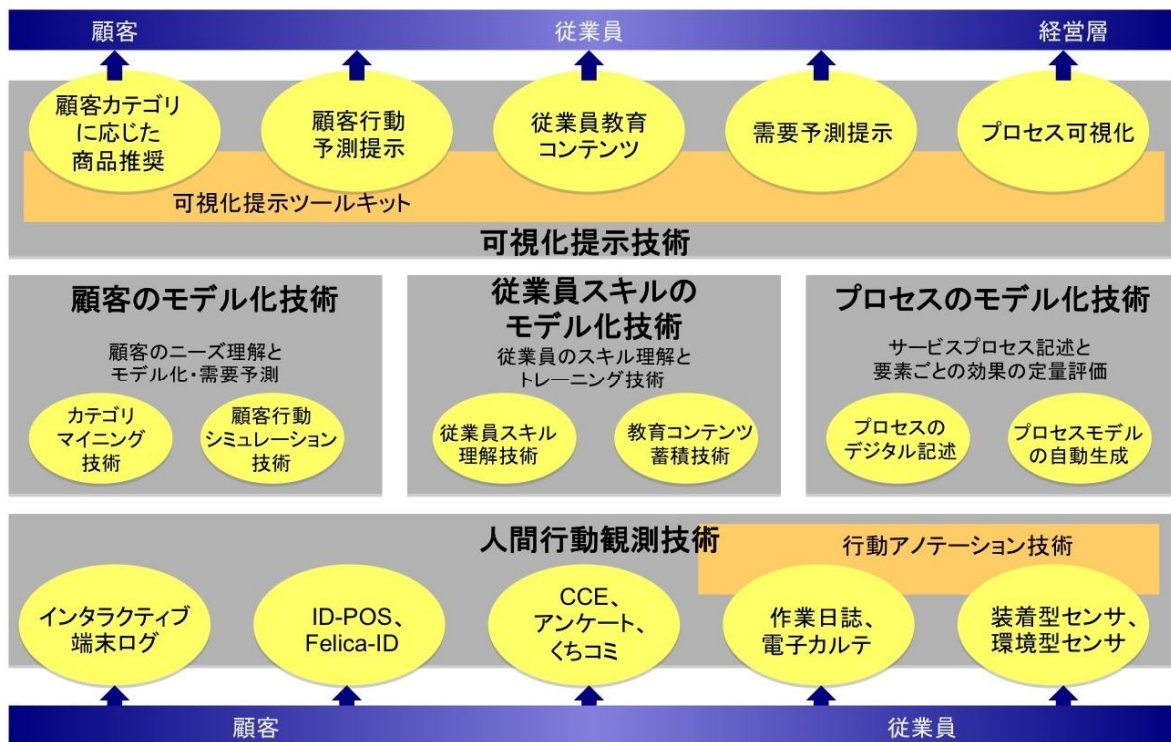 顧客
従業員
経営層
顧客カテゴリ
に応じた
商品推奨
顧客行動
予測提示
従業員教育
コンテンツ
需要予測提示
プロセス可視化
可視化提示ツールキット
可視化提示技術
顧客のモデル化技術
顧客のニーズ理解と
モデル化・需要予測
カテゴリ
マイニング
技術
顧客行動
シミュレーション
技術
従業員スキルの
モデル化技術
従業員のスキル理解と
トレーニング技術
従業員スキル
理解技術
教育コンテンツ
蓄積技術
プロセスのモデル化技術
サービスプロセス記述と
要素ごとの効果の定量評価
プロセスの
デジタル記述
プロセスモデル
の自動生成
人間行動観測技術
行動アノテーション技術
インタラクティブ
端末ログ
ID-POS、
Felica-ID
CCE、
アンケート、
くちコミ
作業日誌、
電子カルテ
装着型センサ、
環境型センサ
顧客
従業員